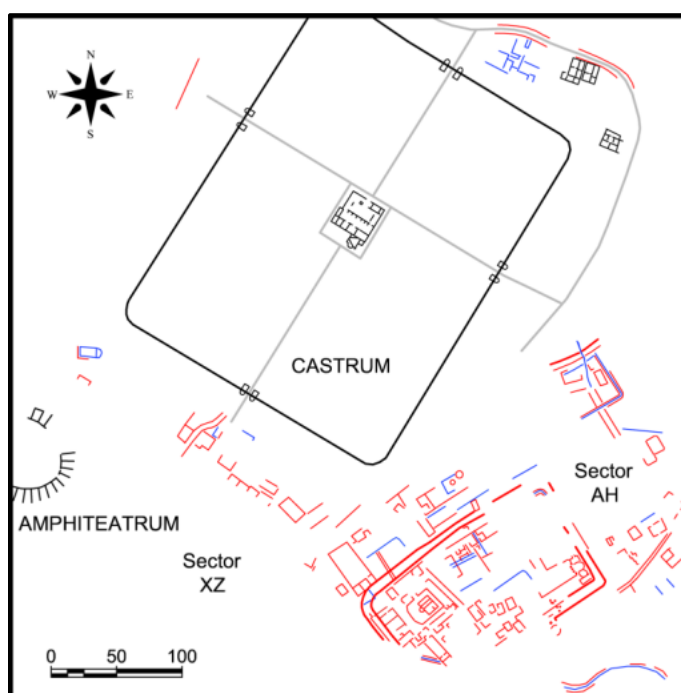 N
W E
S
CASTRUM
Sector
AH
AMPHITEATRUM
Sector
XZ
0 50 100